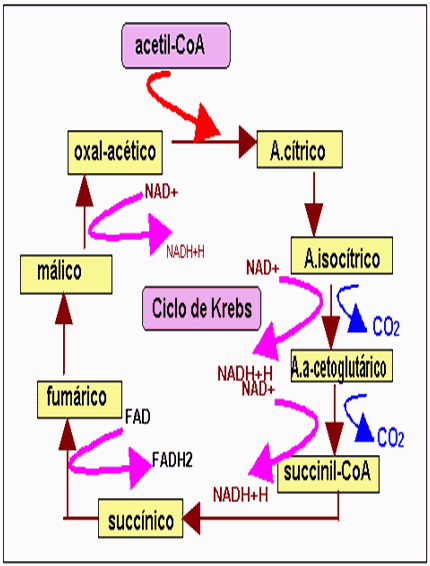 acetil-CoA
oxal-acético
A.cítrico
NAD+
NADH+H
málico
A.isocítrico
NAD+
Ciclo de Krebs
CO2
NADH+H
A.a-cetoglutárico
NAD+
fumárico
FAD
CO2
FADH2
succinil-CoA
NADH+H
succínico